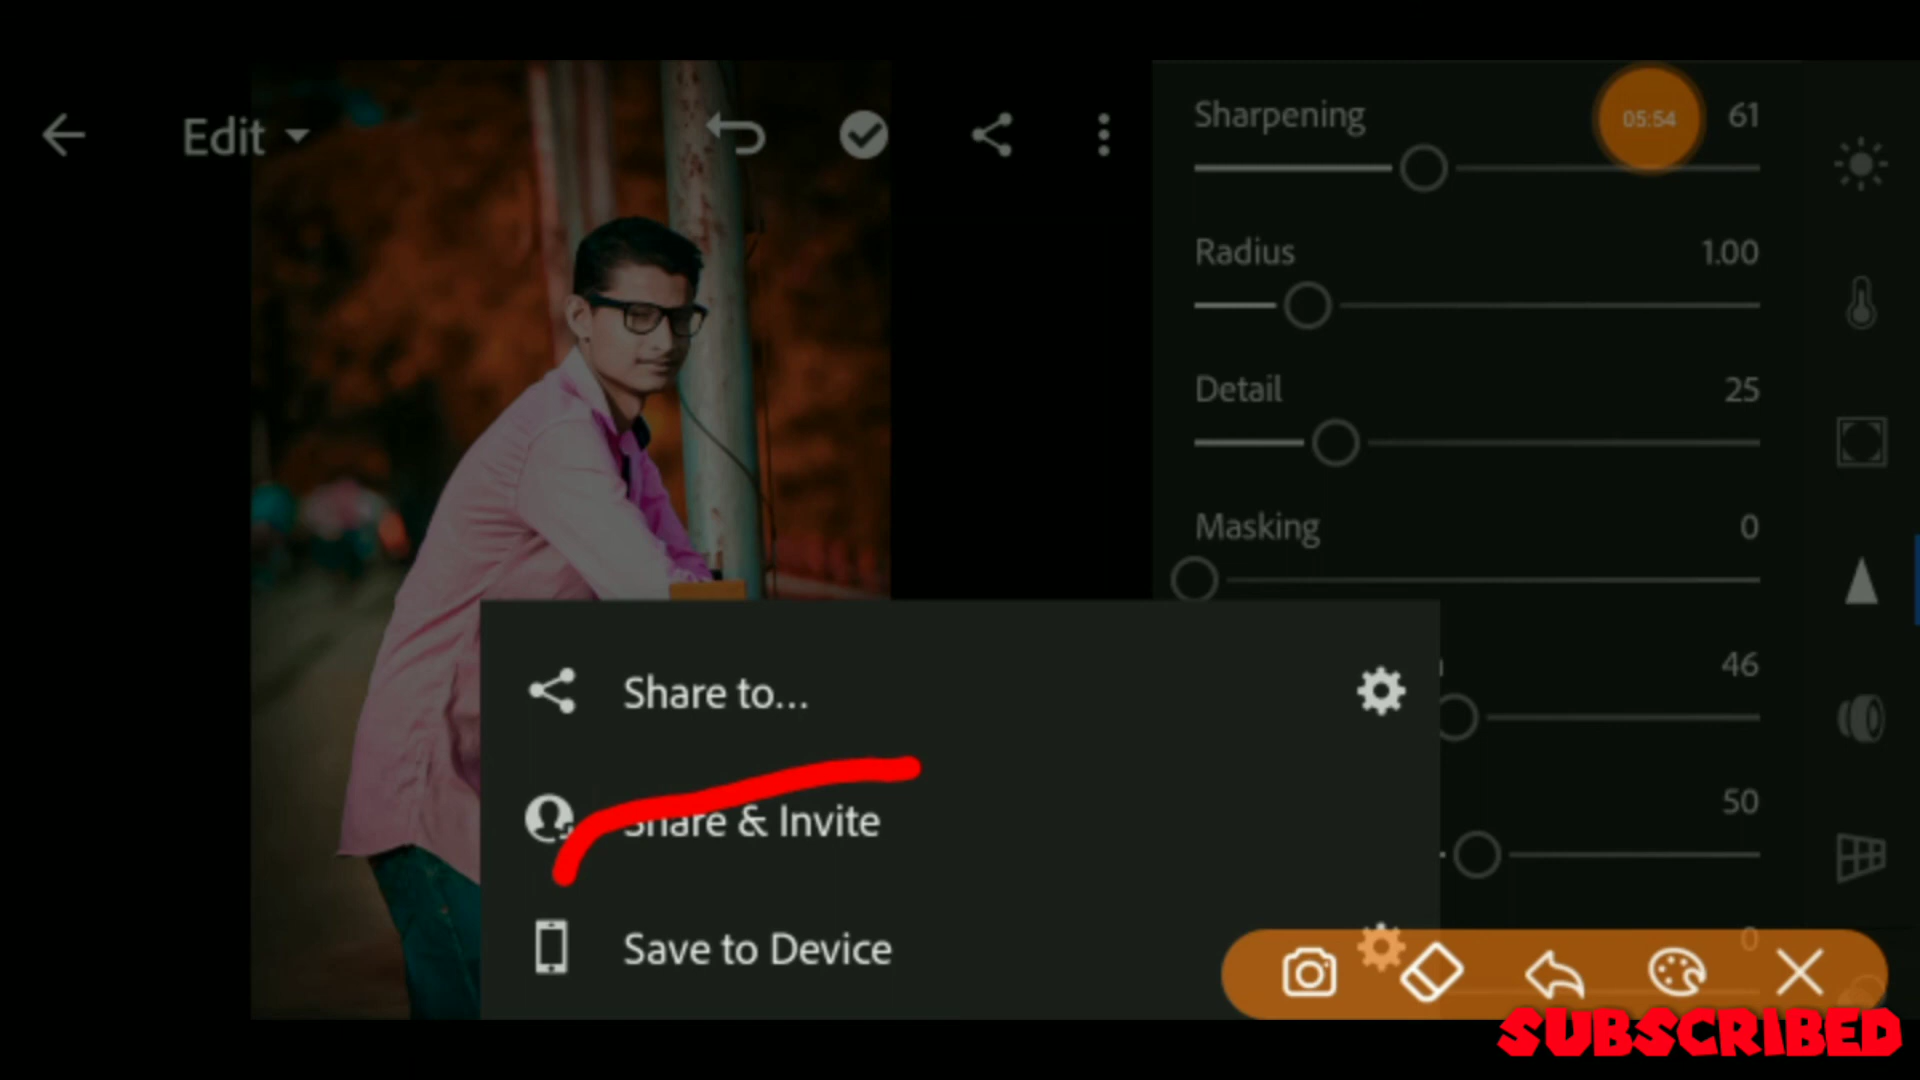 Edit
Sharpening 61
05:54
Radius 1.00
Detail 25
Masking 0
46
50
0
Share to...
Share & Invite
Save to Device
SUBSCRIBED